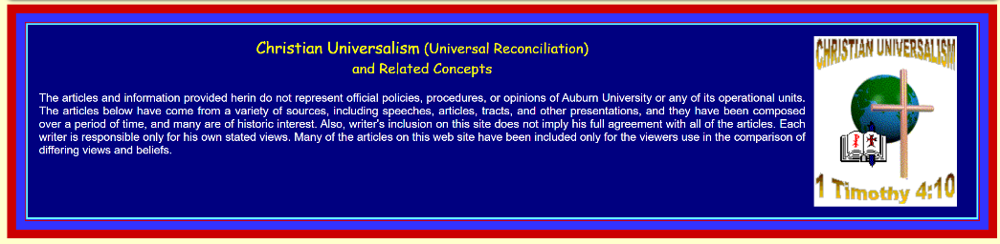 Christian Universalism (Universal Reconciliation)
and Related Concepts
The articles and information provided herin do not represent official policies, procedures, or opinions of Auburn University or any of its operational units.
The articles below have come from a variety of sources, including speeches, articles, tracts, and other presentations, and they have been composed
over a period of time, and many are of historic interest. Also, writer's inclusion on this site does not imply his full agreement with all of the articles. Each
writer is responsible only for his own stated views. Many of the articles on this web site have been included only for the viewers use in the comparison of
differing views and beliefs.
CHRISTIAN UNIVERSALISM
1 Timothy 4:10